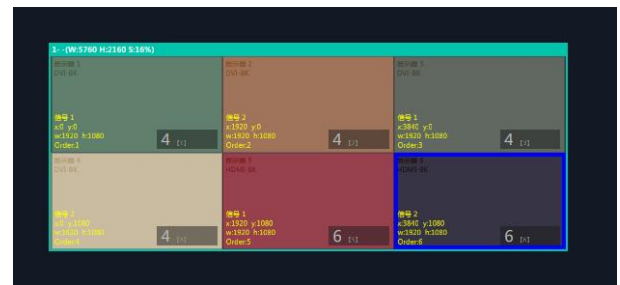 1- -(W:5760 H:2160 S:16%)
显示器 1
DVI-8K
信号 1
x:0 y:0
w:1920 h:1080
Order:1
4
显示器 2
DVI-8K
信号 2
x:1920 y:0
w:1920 h:1080
Order:2
4
显示器 3
DVI-8K
信号 1
x:3840 y:0
w:1920 h:1080
Order:3
4
显示器 4
DVI-8K
信号 2
x:0 y:1080
w:1920 h:1080
Order:4
4
显示器 5
HDMI-8K
信号 1
x:1920 y:1080
w:1920 h:1080
Order:5
6
显示器 6
HDMI-8K
信号 2
x:3840 y:1080
w:1920 h:1080
Order:6
6